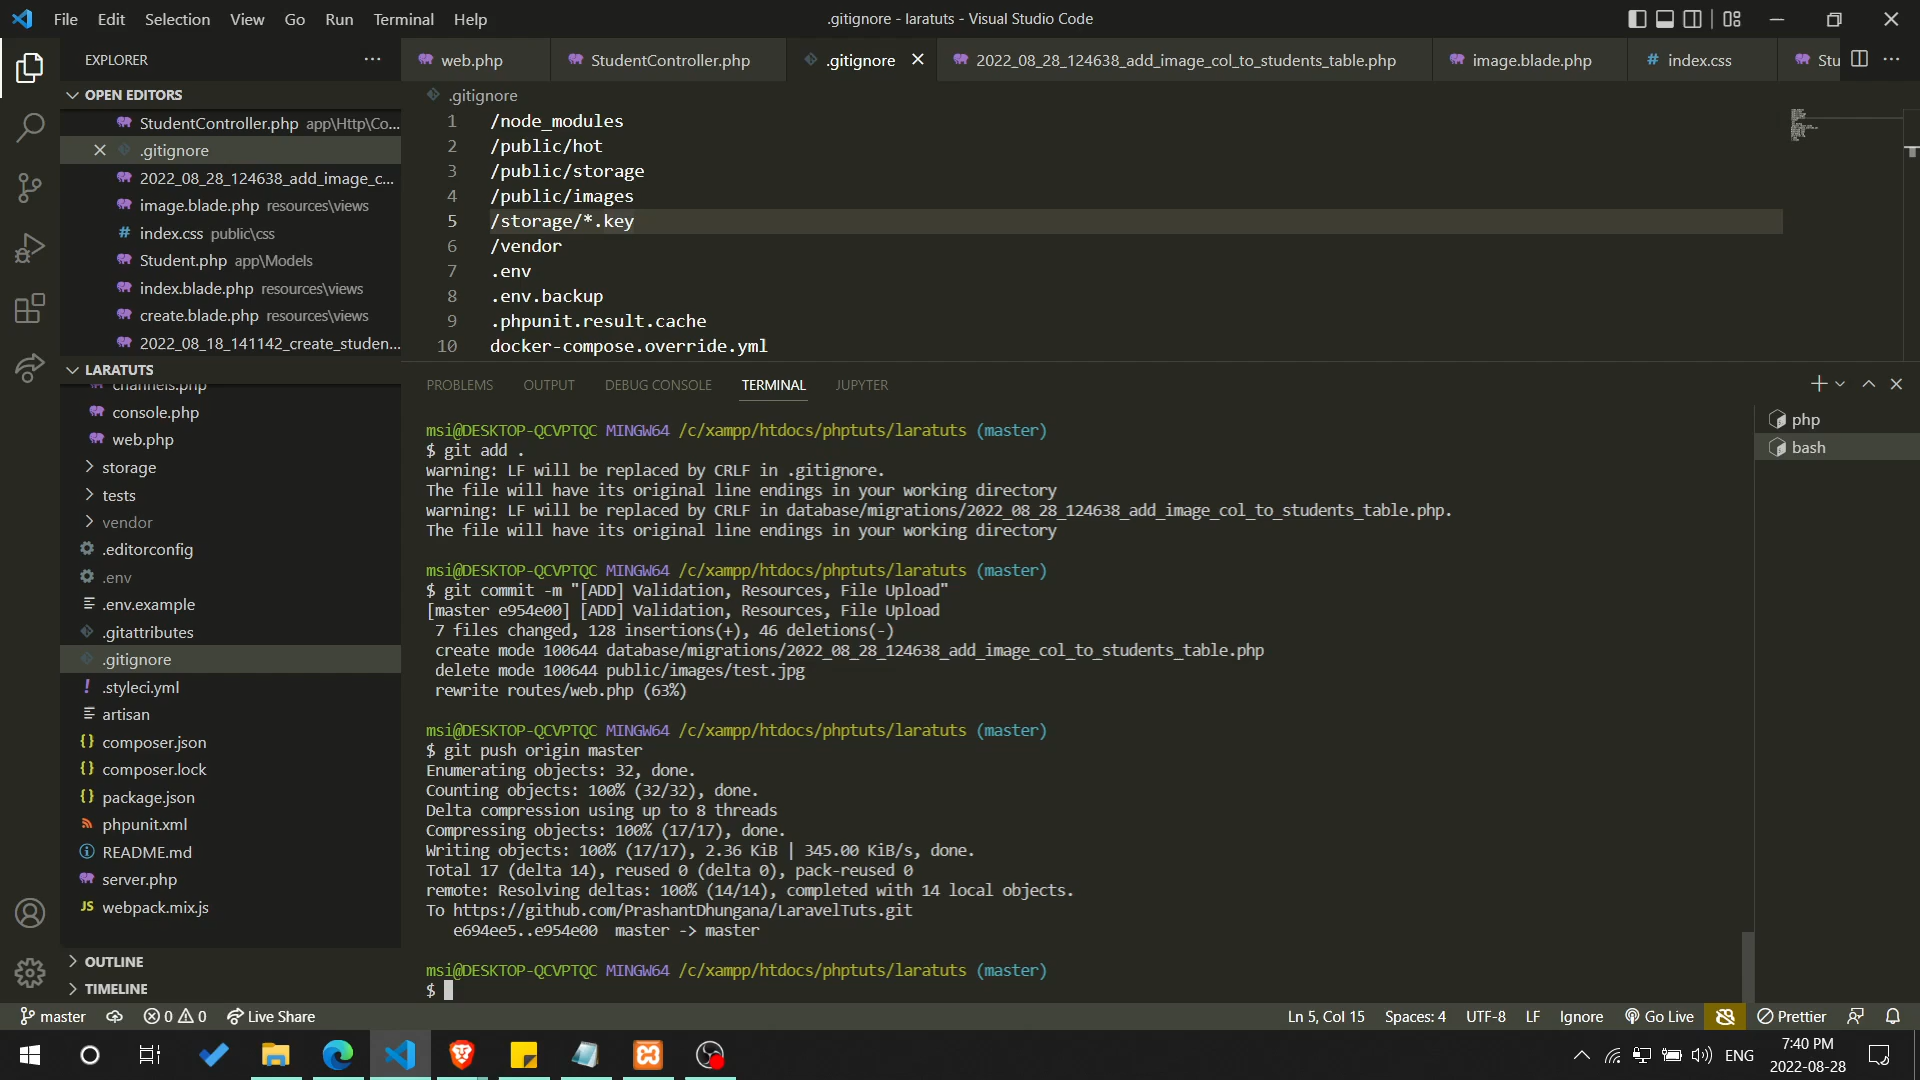 File Edit Selection View Go Run Terminal Help
.gitignore - laratuts - Visual Studio Code
EXPLORER
web.php
StudentController.php
.gitignore
2022_08_28_124638_add_image_col_to_students_table.php
image.blade.php
index.css
Stu
OPEN EDITORS
StudentController.php app\Http\Co...
.gitignore
2022_08_28_124638_add_image_c...
image.blade.php resources\views
index.css public\css
Student.php app\Models
index.blade.php resources\views
create.blade.php resources\views
2022_08_18_141142_create_studen...
LARATUTS
channels.php
console.php
web.php
storage
tests
vendor
.editorconfig
.env
.env.example
.gitattributes
.gitignore
.styleci.yml
artisan
composer.json
composer.lock
package.json
phpunit.xml
README.md
server.php
webpack.mix.js
OUTLINE
TIMELINE
.gitignore
1 /node_modules
2 /public/hot
3 /public/storage
4 /public/images
5 /storage/*.key
6 /vendor
7 .env
8 .env.backup
9 .phpunit.result.cache
10 docker-compose.override.yml
PROBLEMS OUTPUT DEBUG CONSOLE TERMINAL JUPYTER
php
bash
msi@DESKTOP-QCVPTQC MINGW64 /c/xampp/htdocs/phptuts/laratuts (master)
$ git add .
warning: LF will be replaced by CRLF in .gitignore.
The file will have its original line endings in your working directory
warning: LF will be replaced by CRLF in database/migrations/2022_08_28_124638_add_image_col_to_students_table.php.
The file will have its original line endings in your working directory
msi@DESKTOP-QCVPTQC MINGW64 /c/xampp/htdocs/phptuts/laratuts (master)
$ git commit -m "[ADD] Validation, Resources, File Upload"
[master e954e00] [ADD] Validation, Resources, File Upload
7 files changed, 128 insertions(+), 46 deletions(-)
create mode 100644 database/migrations/2022_08_28_124638_add_image_col_to_students_table.php
delete mode 100644 public/images/test.jpg
rewrite routes/web.php (63%)
msi@DESKTOP-QCVPTQC MINGW64 /c/xampp/htdocs/phptuts/laratuts (master)
$ git push origin master
Enumerating objects: 32, done.
Counting objects: 100% (32/32), done.
Delta compression using up to 8 threads
Compressing objects: 100% (17/17), done.
Writing objects: 100% (17/17), 2.36 KiB | 345.00 KiB/s, done.
Total 17 (delta 14), reused 0 (delta 0), pack-reused 0
remote: Resolving deltas: 100% (14/14), completed with 14 local objects.
To https://github.com/PrashantDhungana/LaravelTuts.git
e694ee5..e954e00 master -> master
msi@DESKTOP-QCVPTQC MINGW64 /c/xampp/htdocs/phptuts/laratuts (master)
$
master 0 0 Live Share
Ln 5, Col 15 Spaces: 4 UTF-8 LF Ignore Go Live Prettier
ENG
7:40 PM
2022-08-28